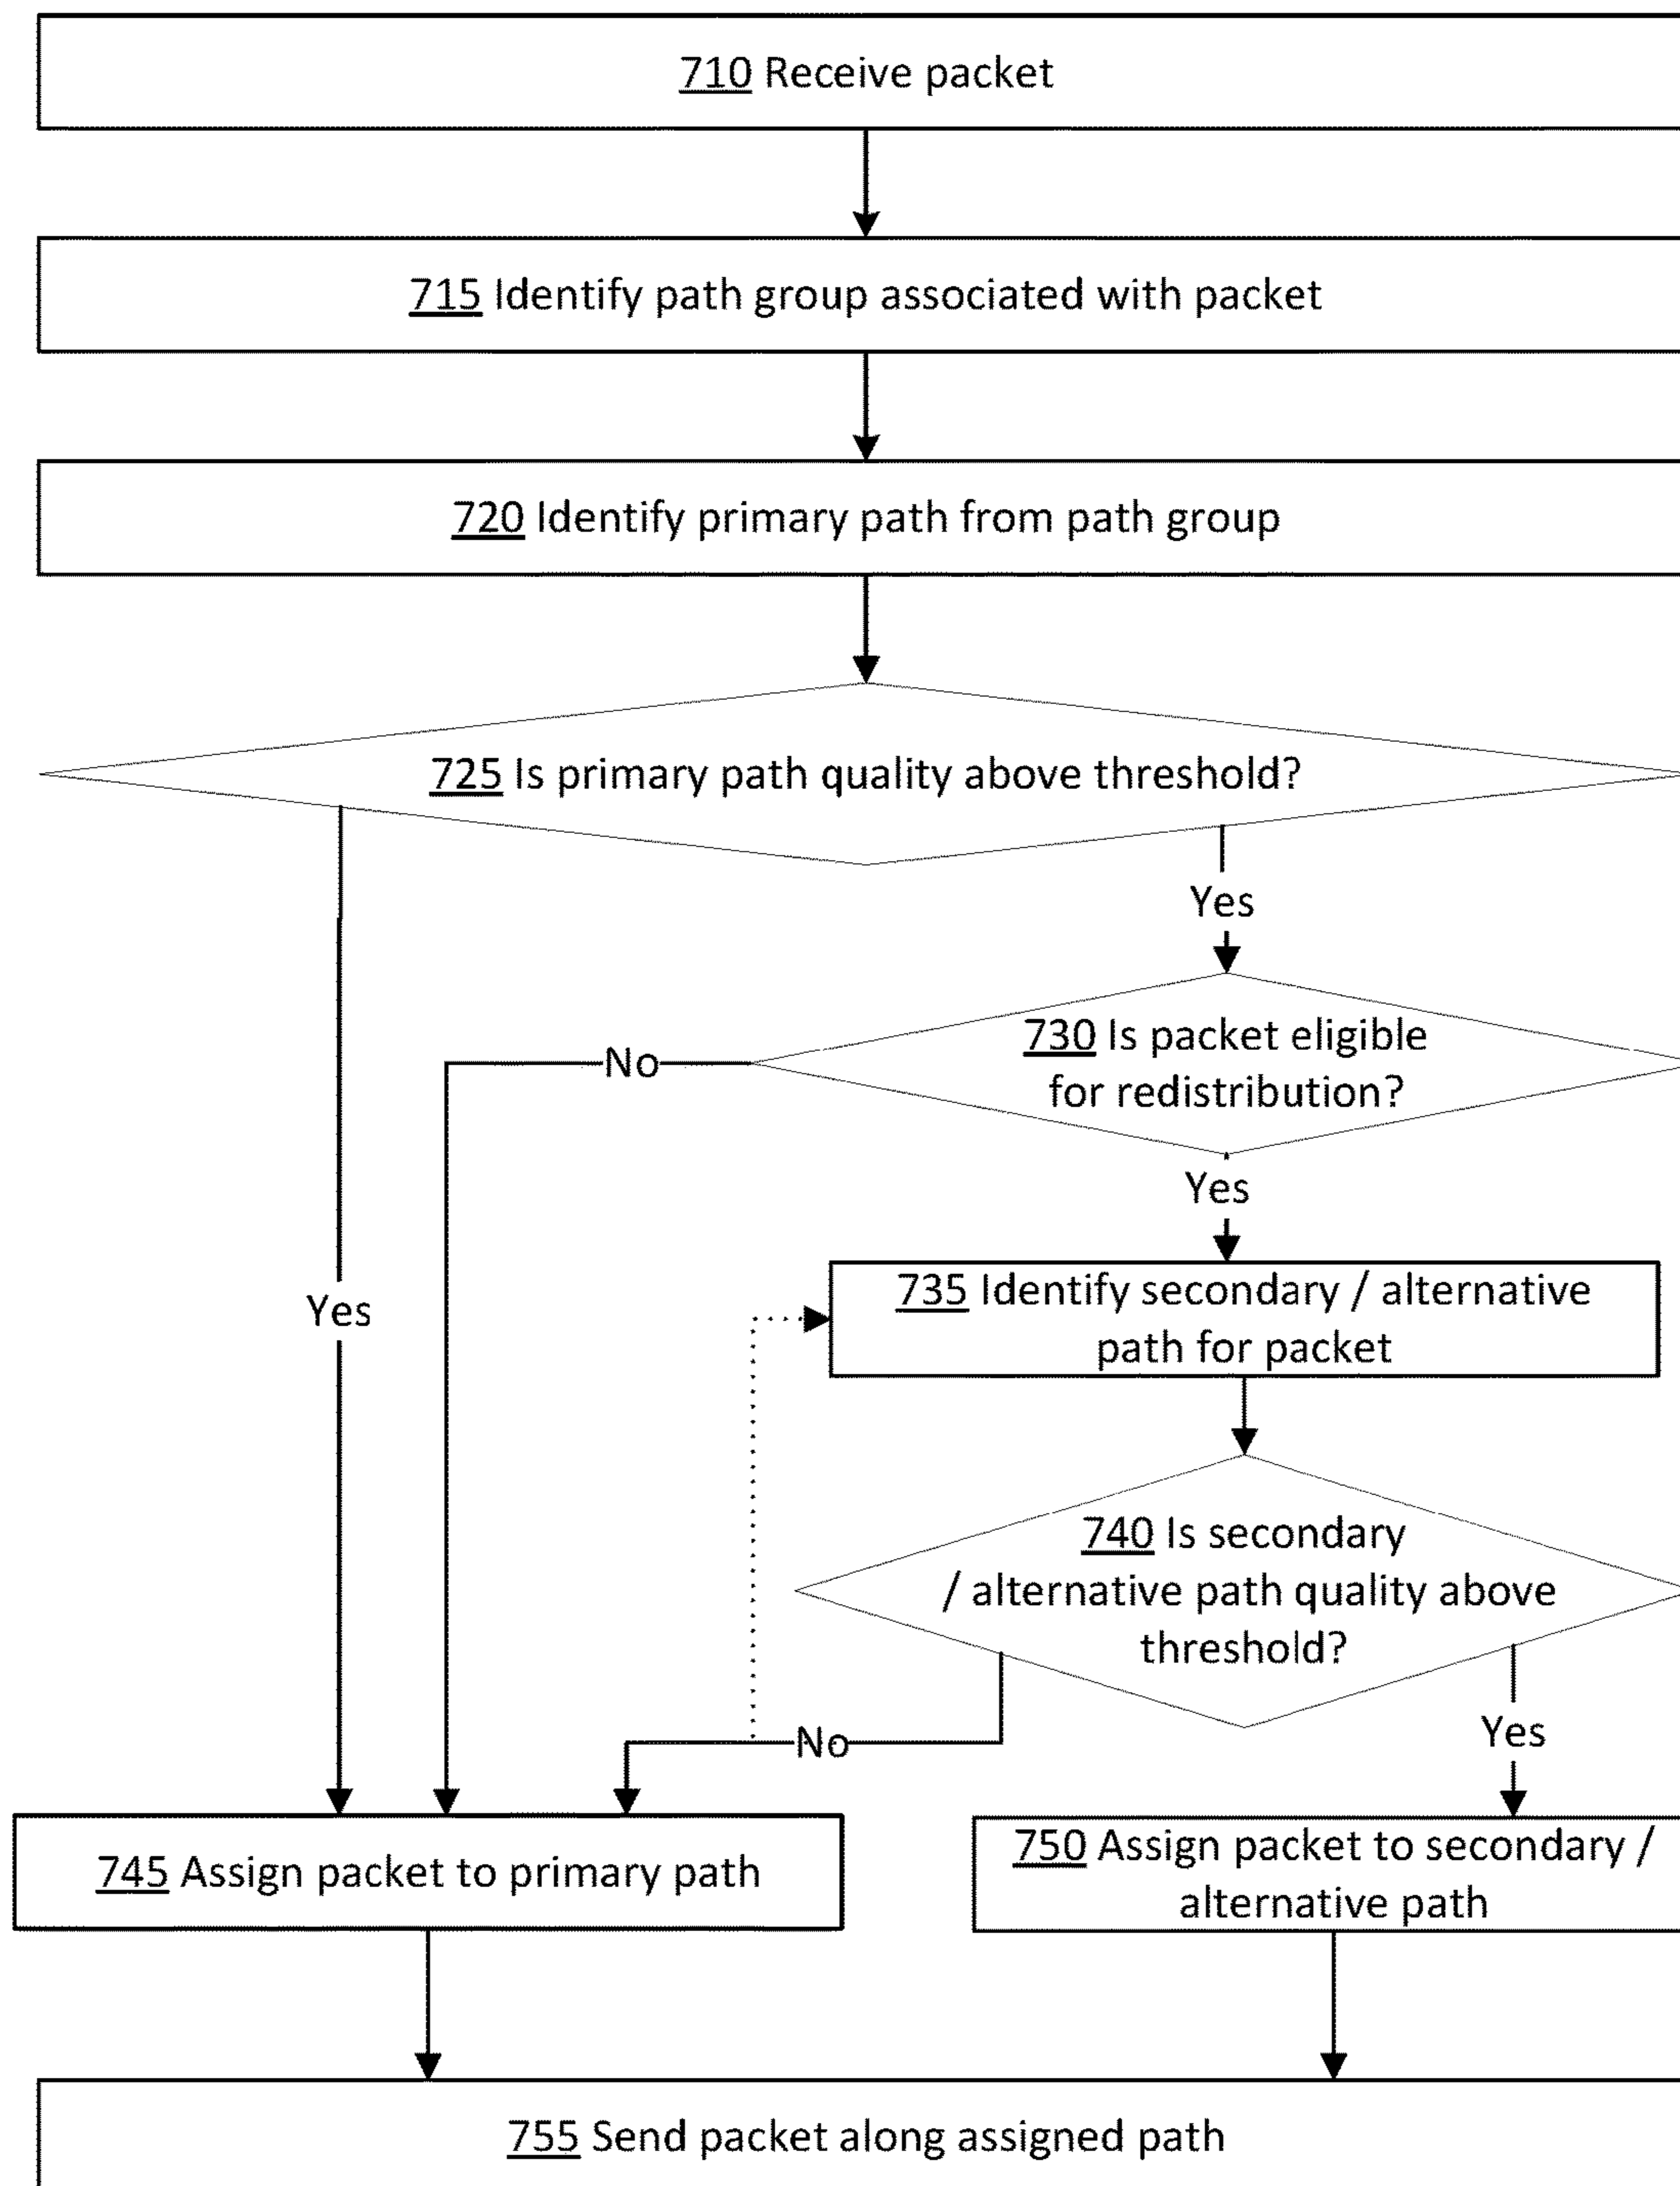 710 Receive packet
715 Identify path group associated with packet
720 Identify primary path from path group
725 Is primary path quality above threshold?
Yes
730 Is packet eligible
for redistribution?
No
Yes
735 Identify secondary / alternative
path for packet
Yes
740 Is secondary
/ alternative path quality above
threshold?
No
Yes
745 Assign packet to primary path
750 Assign packet to secondary /
alternative path
755 Send packet along assigned path